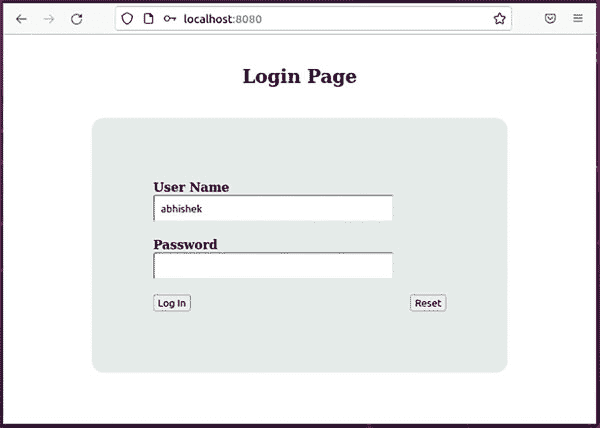 localhost:8080
Login Page
User Name
abhishek
Password
Log In Reset